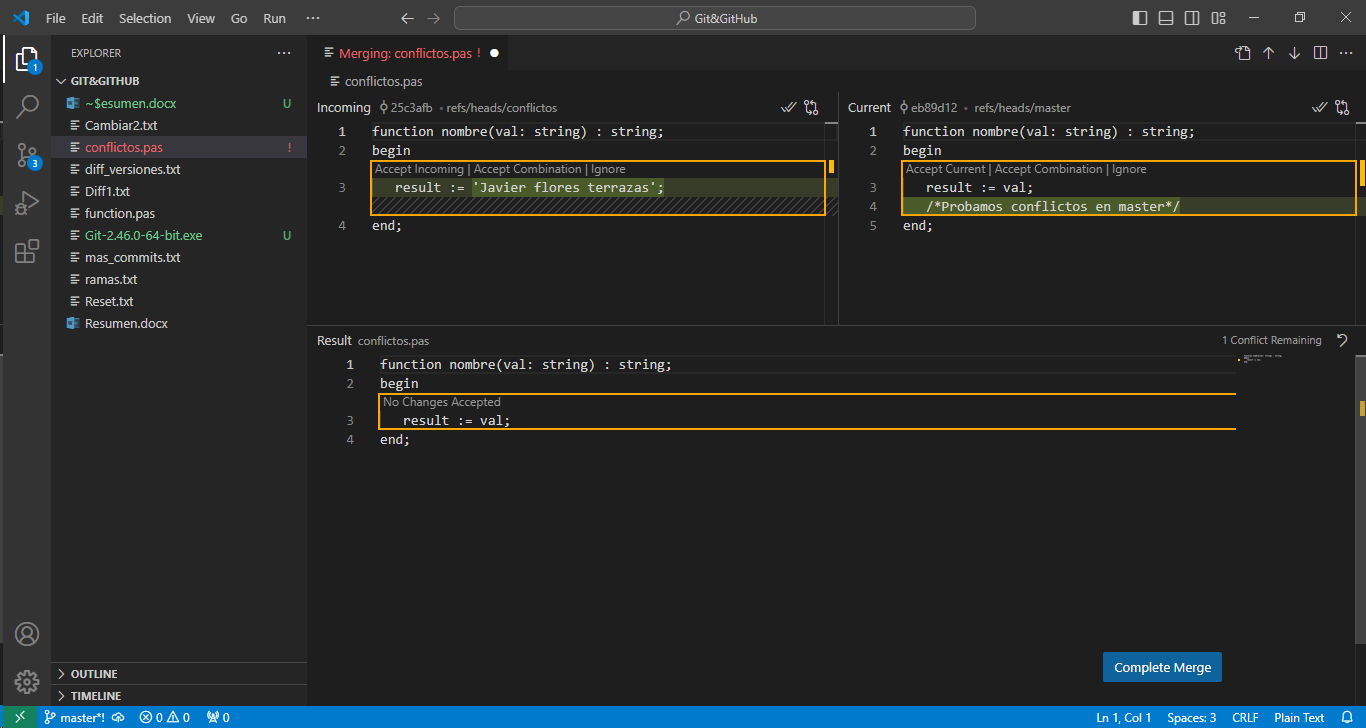 File Edit Selection View Go Run ··· Git&GitHub
EXPLORER ···
GIT&GITHUB
~$esumen.docx U
Cambiar2.txt
conflictos.pas !
diff_versiones.txt
Diff1.txt
function.pas
Git-2.46.0-64-bit.exe U
mas_commits.txt
ramas.txt
Reset.txt
Resumen.docx
OUTLINE
TIMELINE
1
3
Merging: conflictos.pas ! ●
conflictos.pas
Incoming 25c3afb • refs/heads/conflictos
1 function nombre(val: string) : string;
2 begin
Accept Incoming | Accept Combination | Ignore
3 result := 'Javier flores terrazas';
4 end;
Current eb89d12 • refs/heads/master
1 function nombre(val: string) : string;
2 begin
Accept Current | Accept Combination | Ignore
3 result := val;
4 /*Probamos conflictos en master*/
5 end;
Result conflictos.pas 1 Conflict Remaining
1 function nombre(val: string) : string;
2 begin
No Changes Accepted
3 result := val;
4 end;
Complete Merge
master*! 0 0 0 Ln 1, Col 1 Spaces: 3 CRLF Plain Text